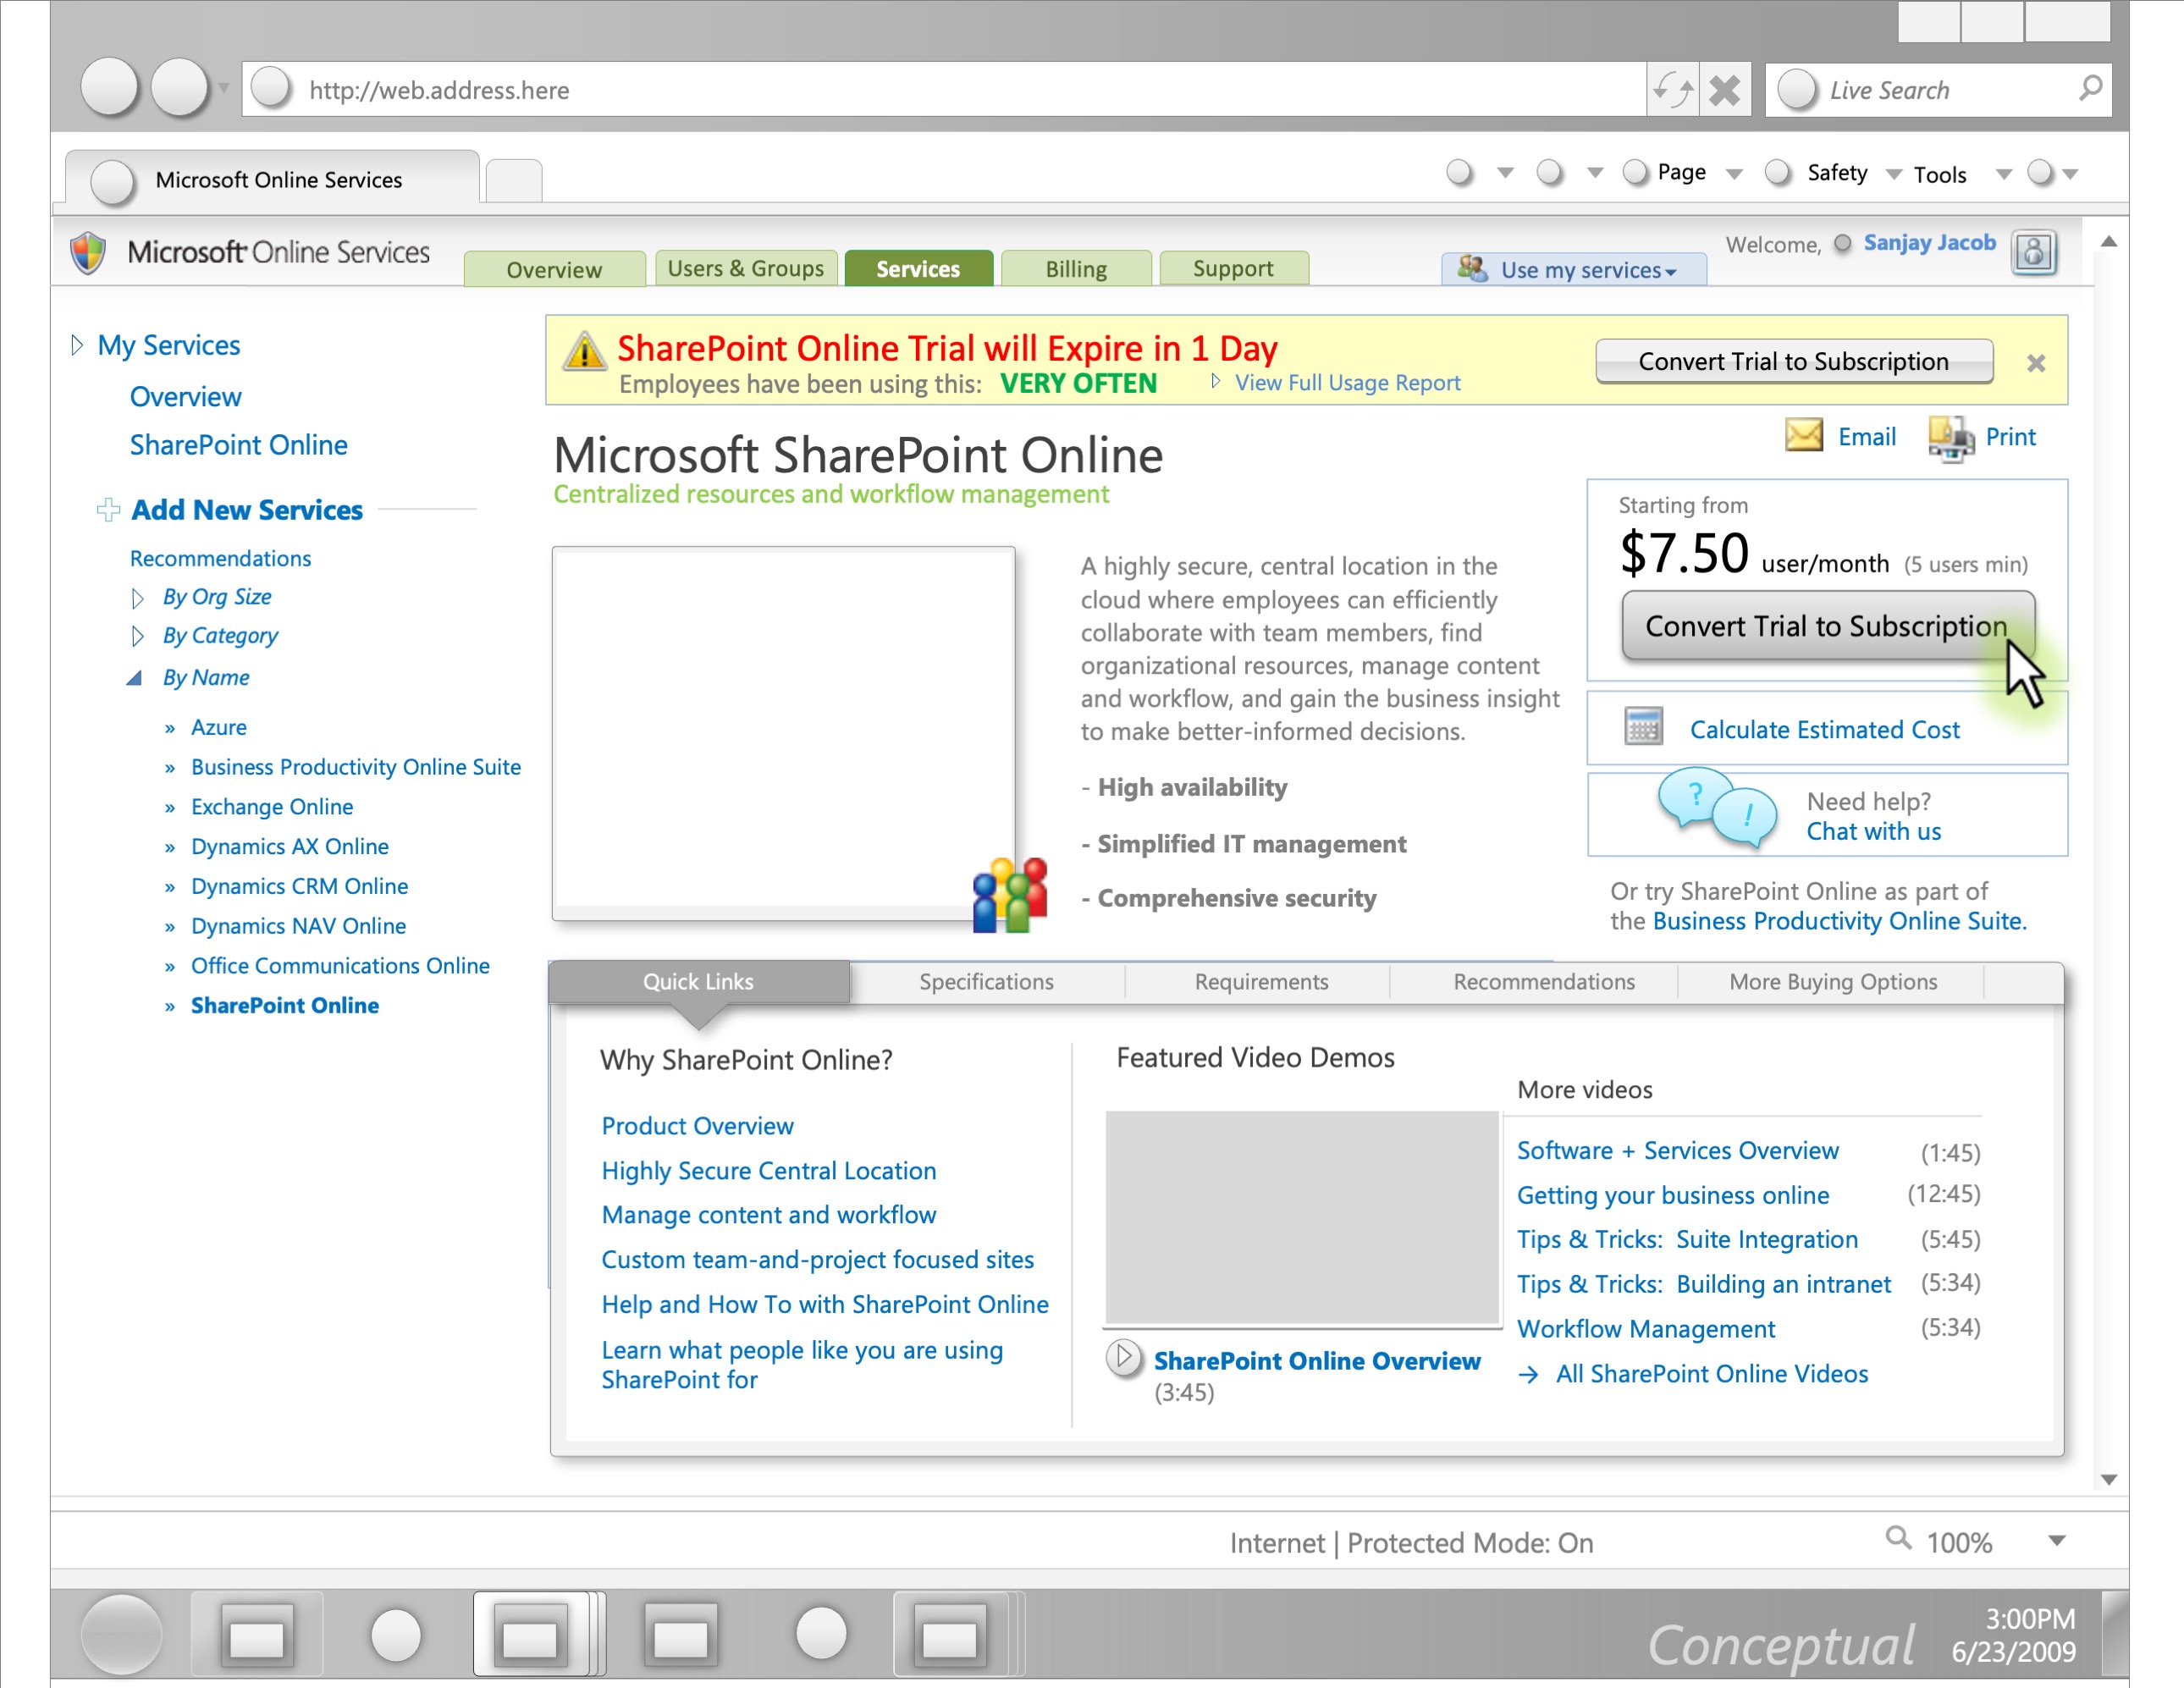 http://web.address.here
Live Search
Microsoft Online Services
Page
Safety
Tools
Microsoft Online Services
Overview
Users & Groups
Services
Billing
Support
Use my services
Welcome,
Sanjay Jacob
My Services
Overview
SharePoint Online
Add New Services
Recommendations
By Org Size
By Category
By Name
» Azure
» Business Productivity Online Suite
» Exchange Online
» Dynamics AX Online
» Dynamics CRM Online
» Dynamics NAV Online
» Office Communications Online
» SharePoint Online
SharePoint Online Trial will Expire in 1 Day
Employees have been using this: VERY OFTEN
View Full Usage Report
Convert Trial to Subscription
Microsoft SharePoint Online
Centralized resources and workflow management
Email
Print
A highly secure, central location in the
cloud where employees can efficiently
collaborate with team members, find
organizational resources, manage content
and workflow, and gain the business insight
to make better-informed decisions.
- High availability
- Simplified IT management
- Comprehensive security
Starting from
$7.50 user/month (5 users min)
Convert Trial to Subscription
Calculate Estimated Cost
?
!
Need help?
Chat with us
Or try SharePoint Online as part of
the Business Productivity Online Suite.
Quick Links
Specifications
Requirements
Recommendations
More Buying Options
Why SharePoint Online?
Product Overview
Highly Secure Central Location
Manage content and workflow
Custom team-and-project focused sites
Help and How To with SharePoint Online
Learn what people like you are using
SharePoint for
Featured Video Demos
SharePoint Online Overview
(3:45)
More videos
Software + Services Overview (1:45)
Getting your business online (12:45)
Tips & Tricks: Suite Integration (5:45)
Tips & Tricks: Building an intranet (5:34)
Workflow Management (5:34)
→ All SharePoint Online Videos
Internet | Protected Mode: On
100%
Conceptual
3:00PM
6/23/2009